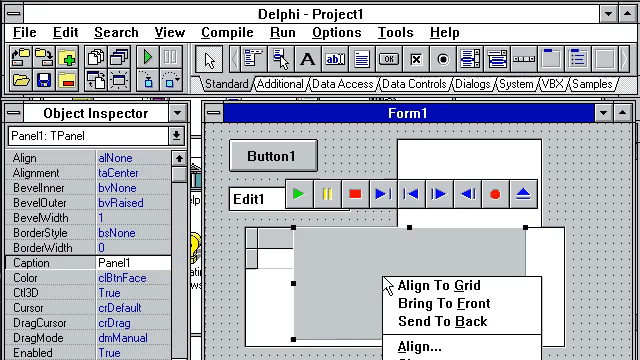 Delphi - Project1
File Edit Search View Compile Run Options Tools Help
A ab OK
Standard Additional Data Access Data Controls Dialogs System VBX Samples
Object Inspector
Form1
Panel1: TPanel
Button1
Edit1
Align alNone
Alignment taCenter
BevelInner bvNone
BevelOuter bvRaised
BevelWidth 1
BorderStyle bsNone
BorderWidth 0
Caption Panel1
Color clBtnFace
Ctl3D True
Cursor crDefault
DragCursor crDrag
DragMode dmManual
Enabled True
Align To Grid
Bring To Front
Send To Back
Align...